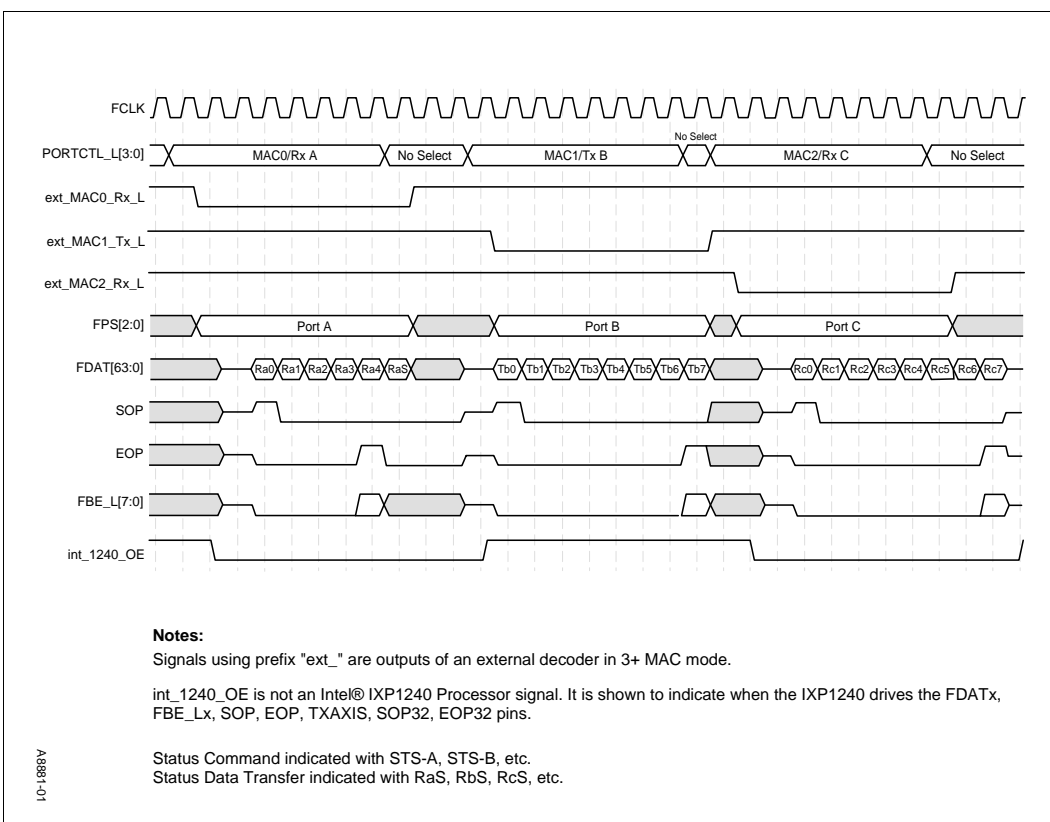 FCLK
No Select
PORTCTL_L[3:0] MAC0/Rx A No Select MAC1/Tx B MAC2/Rx C No Select
ext_MAC0_Rx_L
ext_MAC1_Tx_L
ext_MAC2_Rx_L
FPS[2:0] Port A Port B Port C
FDAT[63:0] Ra0 Ra1 Ra2 Ra3 Ra4 RaS Tb0 Tb1 Tb2 Tb3 Tb4 Tb5 Tb6 Tb7 Rc0 Rc1 Rc2 Rc3 Rc4 Rc5 Rc6 Rc7
SOP
EOP
FBE_L[7:0]
int_1240_OE
Notes:
Signals using prefix "ext_" are outputs of an external decoder in 3+ MAC mode.
int_1240_OE is not an Intel® IXP1240 Processor signal. It is shown to indicate when the IXP1240 drives the FDATx,
FBE_Lx, SOP, EOP, TXAXIS, SOP32, EOP32 pins.
Status Command indicated with STS-A, STS-B, etc.
Status Data Transfer indicated with RaS, RbS, RcS, etc.
A8881-01